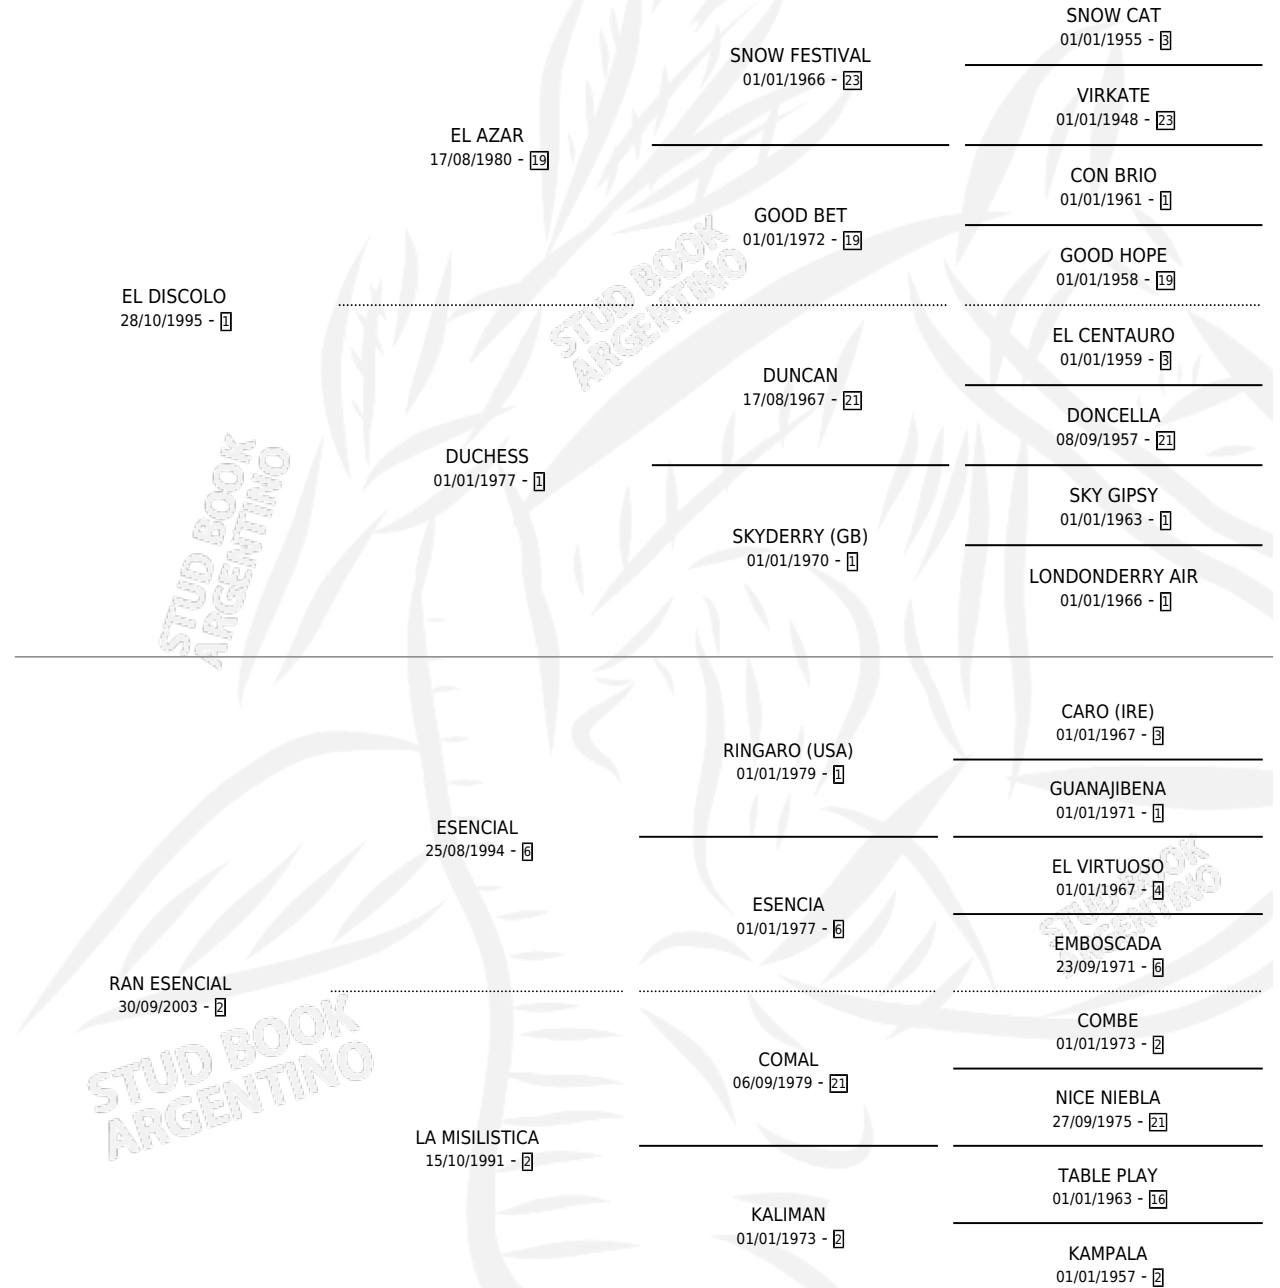 SNOW CAT
01/01/1955 - 3
SNOW FESTIVAL
01/01/1966 - 23
VIRKATE
01/01/1948 - 23
EL AZAR
17/08/1980 - 19
CON BRIO
01/01/1961 - 1
GOOD BET
01/01/1972 - 19
GOOD HOPE
01/01/1958 - 19
EL DISCOLO
28/10/1995 - 1
STUD BOOK
ARGENTINO
EL CENTAURO
01/01/1959 - 3
DUNCAN
17/08/1967 - 21
DONCELLA
08/09/1957 - 21
DUCHESS
01/01/1977 - 1
SKY GIPSY
01/01/1963 - 1
SKYDERRY (GB)
01/01/1970 - 1
LONDONDERRY AIR
01/01/1966 - 1
STUD BOOK
ARGENTINO
CARO (IRE)
01/01/1967 - 3
RINGARO (USA)
01/01/1979 - 1
GUANAJIBENA
01/01/1971 - 1
ESENCIAL
25/08/1994 - 6
EL VIRTUOSO
01/01/1967 - 4
ESENCIA
01/01/1977 - 6
STUD BOOK
ARGENTINO
EMBOSCADA
23/09/1971 - 6
RAN ESENCIAL
30/09/2003 - 2
COMBE
01/01/1973 - 2
COMAL
06/09/1979 - 21
NICE NIEBLA
27/09/1975 - 21
STUD BOOK
ARGENTINO
LA MISILISTICA
15/10/1991 - 2
TABLE PLAY
01/01/1963 - 16
KALIMAN
01/01/1973 - 2
KAMPALA
01/01/1957 - 2